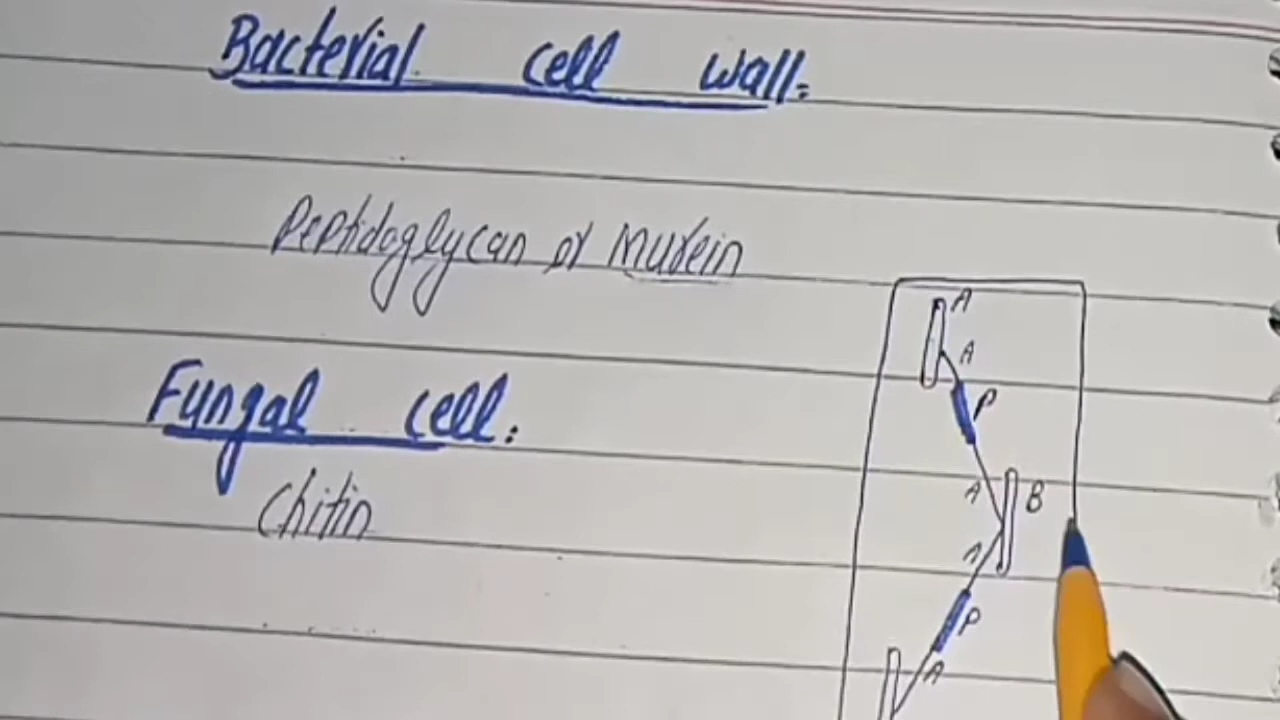 Bacterial cell wall:
Peptidoglycan or Murein
Fungal cell:
Chitin
A
A
P
A
B
A
P
A